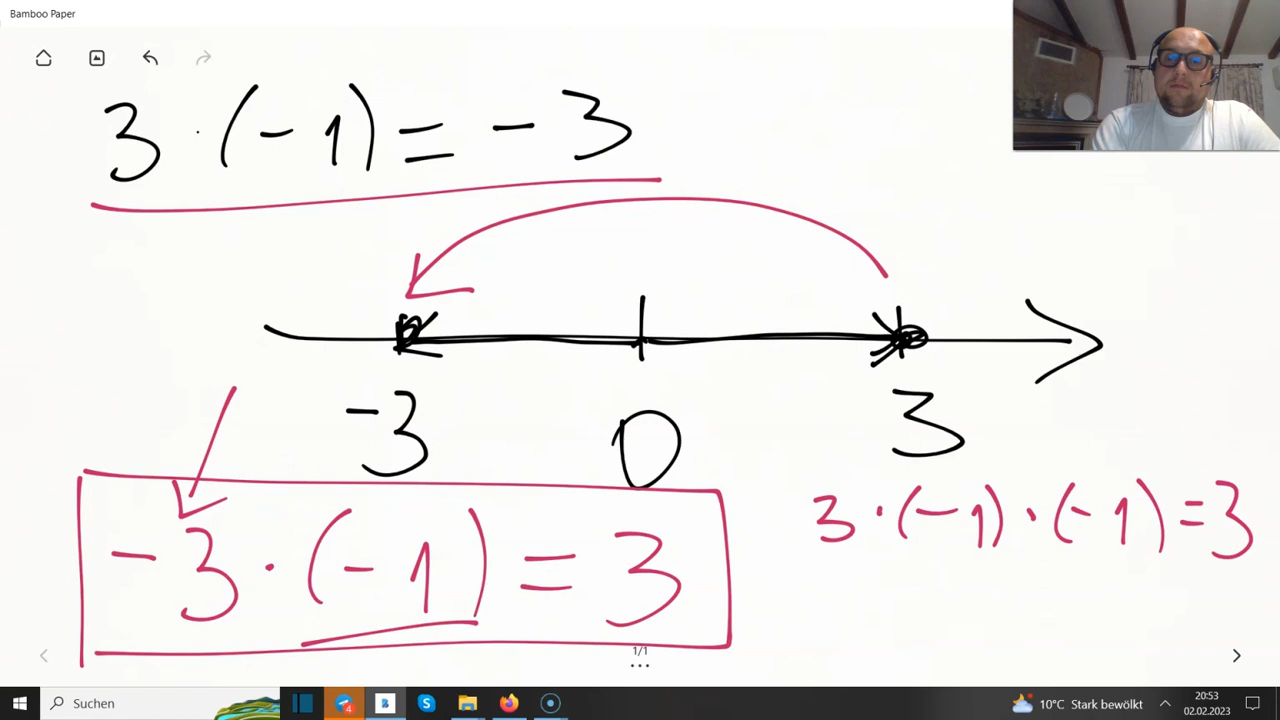 Bamboo Paper
3 · (-1) = -3
-3 0 3
3 · (-1) · (-1) = 3
-3 · (-1) = 3
1/1
Suchen
4
B
10°C Stark bewölkt
20:53
02.02.2023